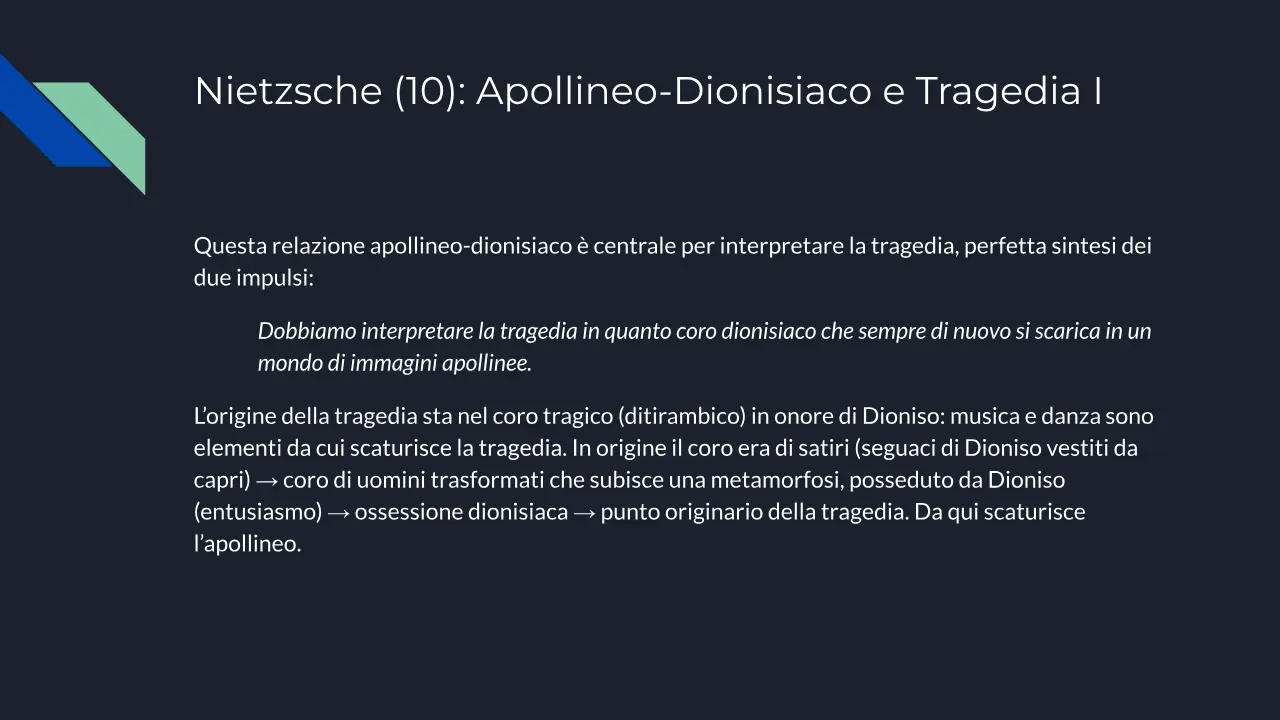 Nietzsche (10): Apollineo-Dionisiaco e Tragedia I
Questa relazione apollineo-dionisiaco è centrale per interpretare la tragedia, perfetta sintesi dei
due impulsi:
Dobbiamo interpretare la tragedia in quanto coro dionisiaco che sempre di nuovo si scarica in un
mondo di immagini apollinee.
L’origine della tragedia sta nel coro tragico (ditirambico) in onore di Dioniso: musica e danza sono
elementi da cui scaturisce la tragedia. In origine il coro era di satiri (seguaci di Dioniso vestiti da
capri) → coro di uomini trasformati che subisce una metamorfosi, posseduto da Dioniso
(entusiasmo) → ossessione dionisiaca → punto originario della tragedia. Da qui scaturisce
l’apollineo.